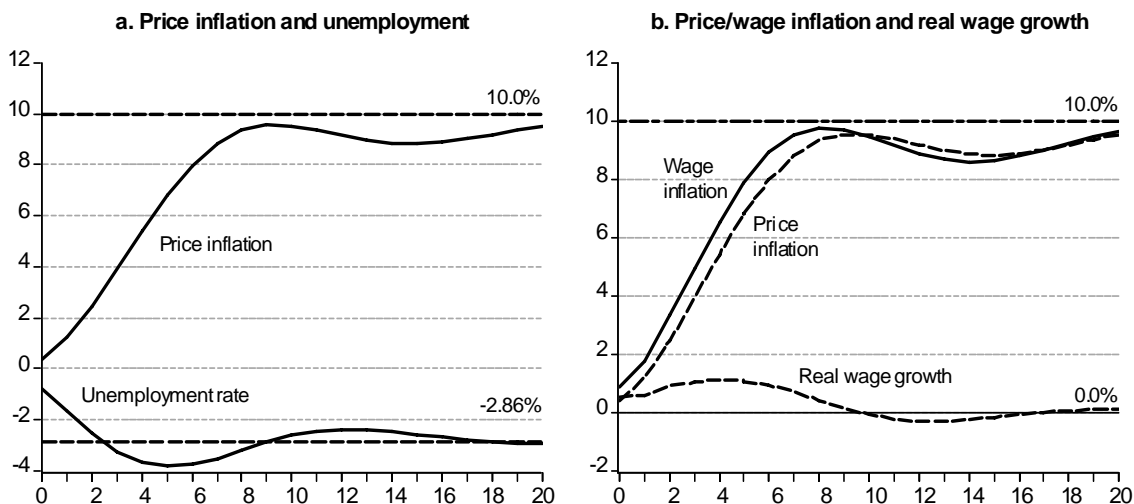 a. Price inflation and unemployment
12
10
8
6
4
2
0
-2
-4
10.0%
Price inflation
Unemployment rate
-2.86%
0 2 4 6 8 10 12 14 16 18 20
b. Price/wage inflation and real wage growth
12
10
8
6
4
2
0
-2
10.0%
Wage
inflation
Price
inflation
Real wage growth
0.0%
0 2 4 6 8 10 12 14 16 18 20